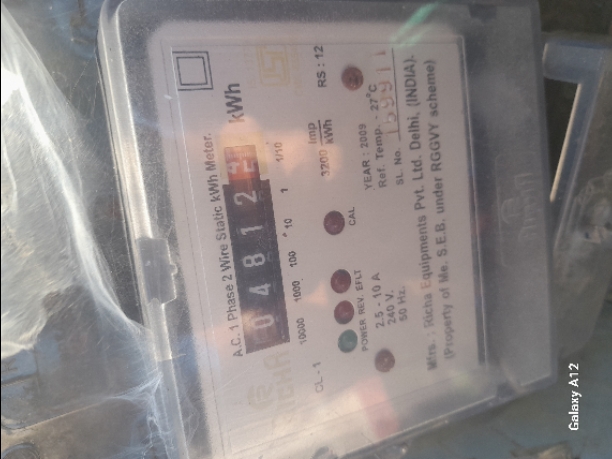 A.C. 1 Phase 2 Wire Static kWh Meter.
0 4 8 1 2 kWh
10000 1000 100 10 1 1/10
CL - 1
3200 Imp/kWh
RS : 12
POWER REV. EFLT CAL
2.5 - 10 A
240 V.
50 Hz.
YEAR : 2009
Ref. Temp. - 27°C
SL. No.
Mfrs : Richa Equipments Pvt. Ltd. Delhi, (INDIA).
(Property of Me. S.E.B. under RGGVY scheme)
Galaxy A12